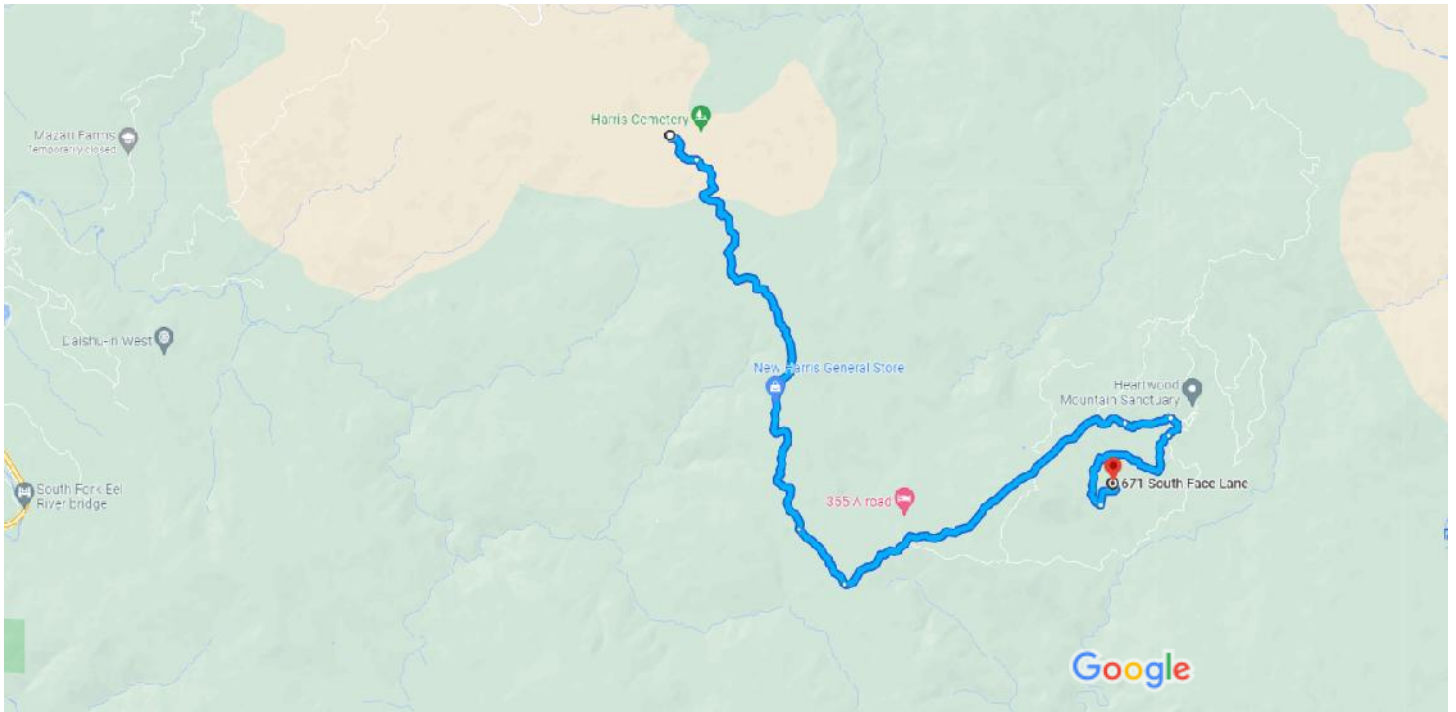 Harris Cemetery
Mazari Farms
Temporarily closed
Daishu-in West
New Harris General Store
Heartwood
Mountain Sanctuary
671 South Face Lane
355 A road
South Fork Eel
River bridge
Google